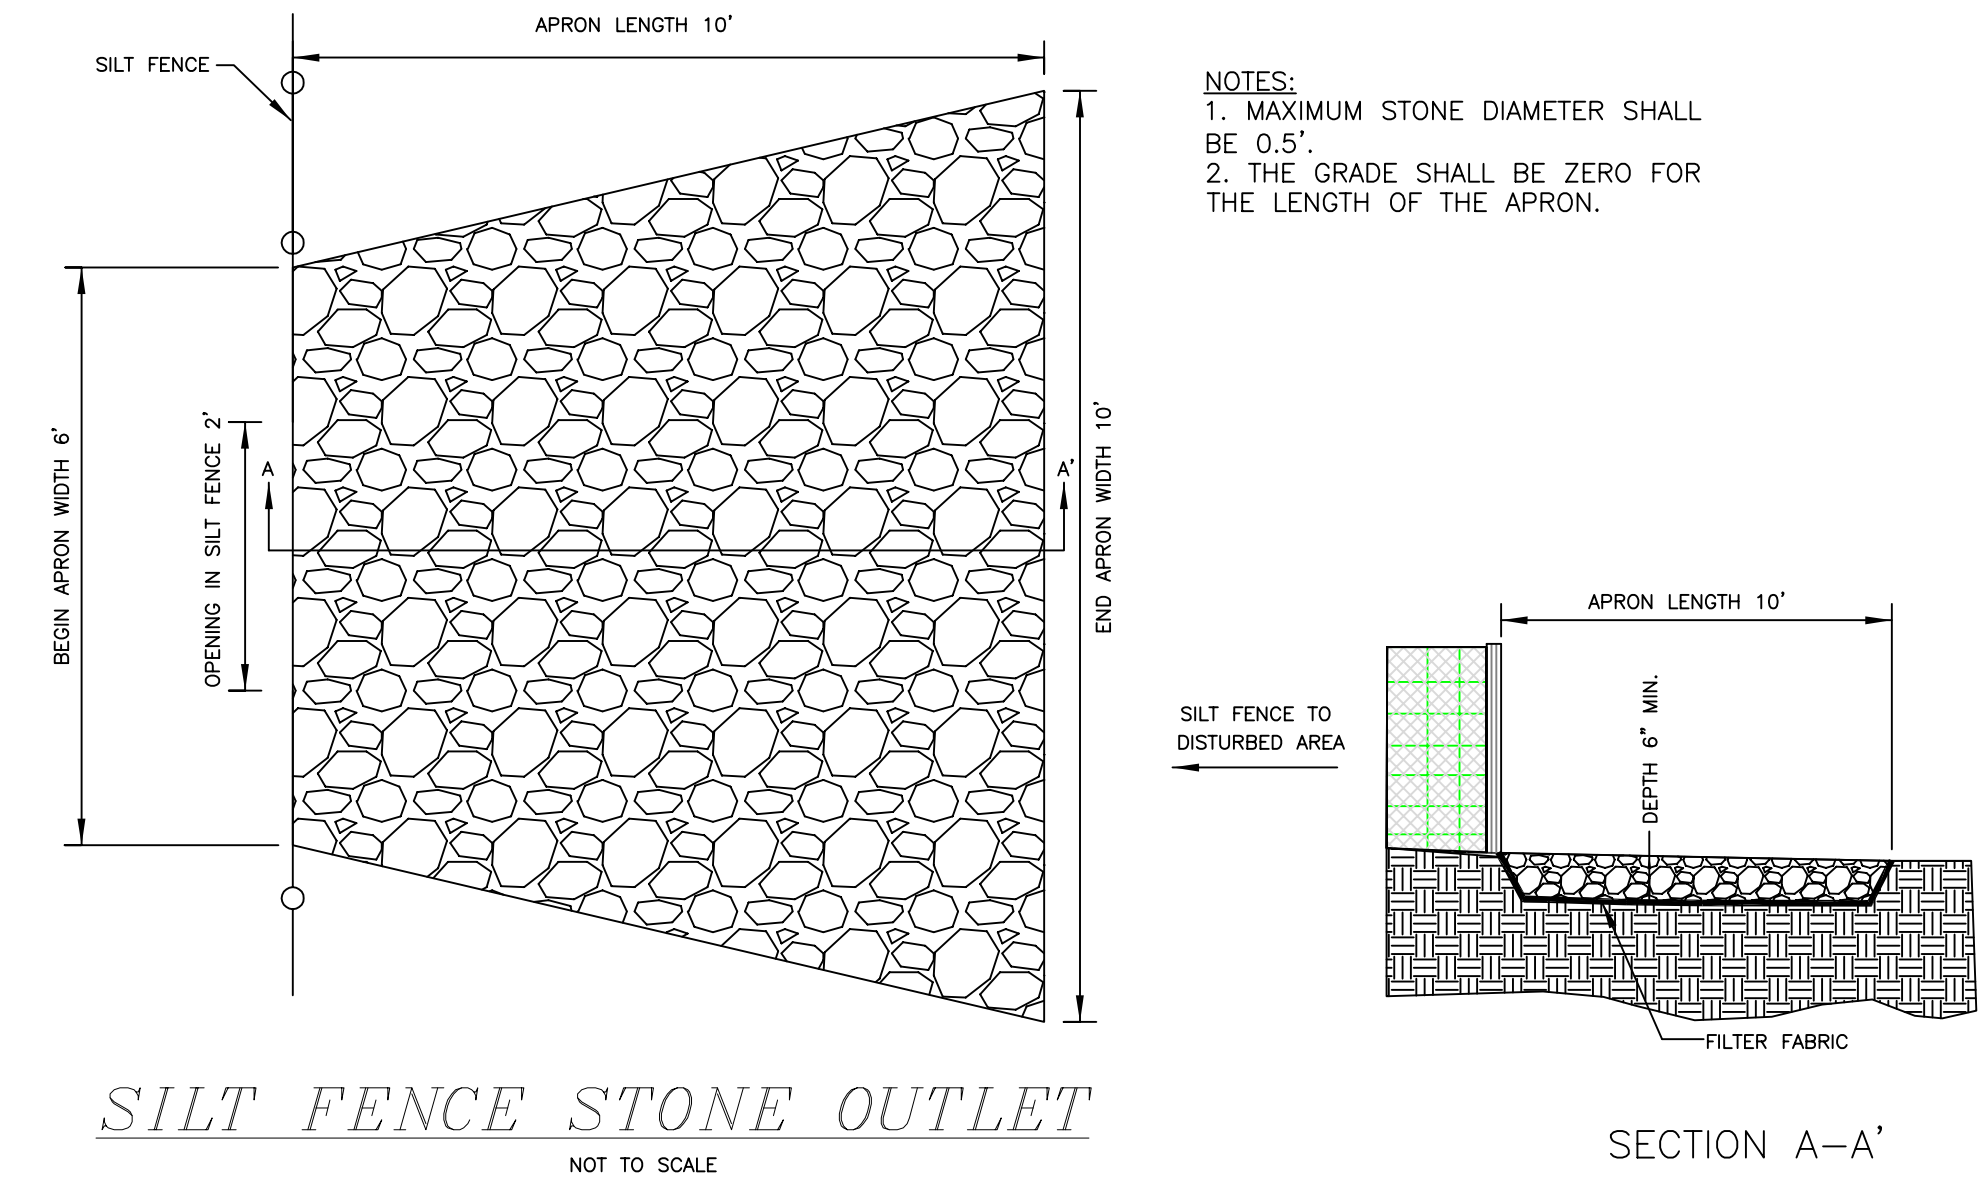 APRON LENGTH 10'
SILT FENCE
NOTES:
1. MAXIMUM STONE DIAMETER SHALL
BE 0.5'.
2. THE GRADE SHALL BE ZERO FOR
THE LENGTH OF THE APRON.
BEGIN APRON WIDTH 6'
OPENING IN SILT FENCE 2'
A
A'
END APRON WIDTH 10'
APRON LENGTH 10'
SILT FENCE TO
DISTURBED AREA
DEPTH 6" MIN.
FILTER FABRIC
SILT FENCE STONE OUTLET
NOT TO SCALE
SECTION A-A'